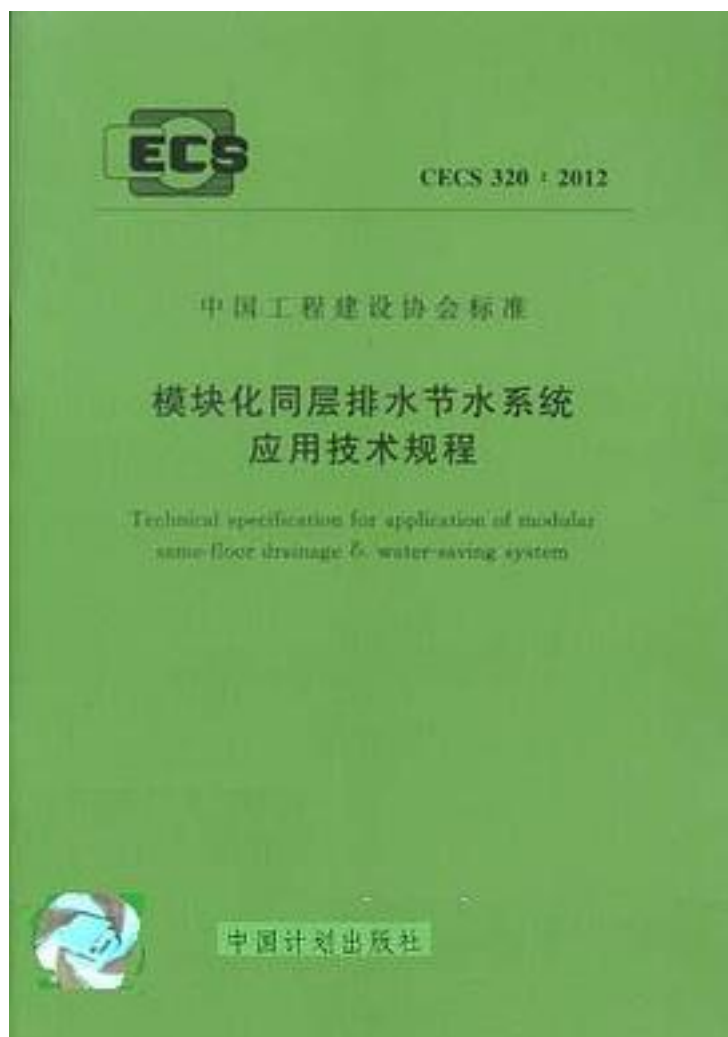 ECS
CECS 320：2012
中国工程建设协会标准
模块化同层排水节水系统
应用技术规程
Technical specification for application of modular
same-floor drainage & water-saving system
中国计划出版社